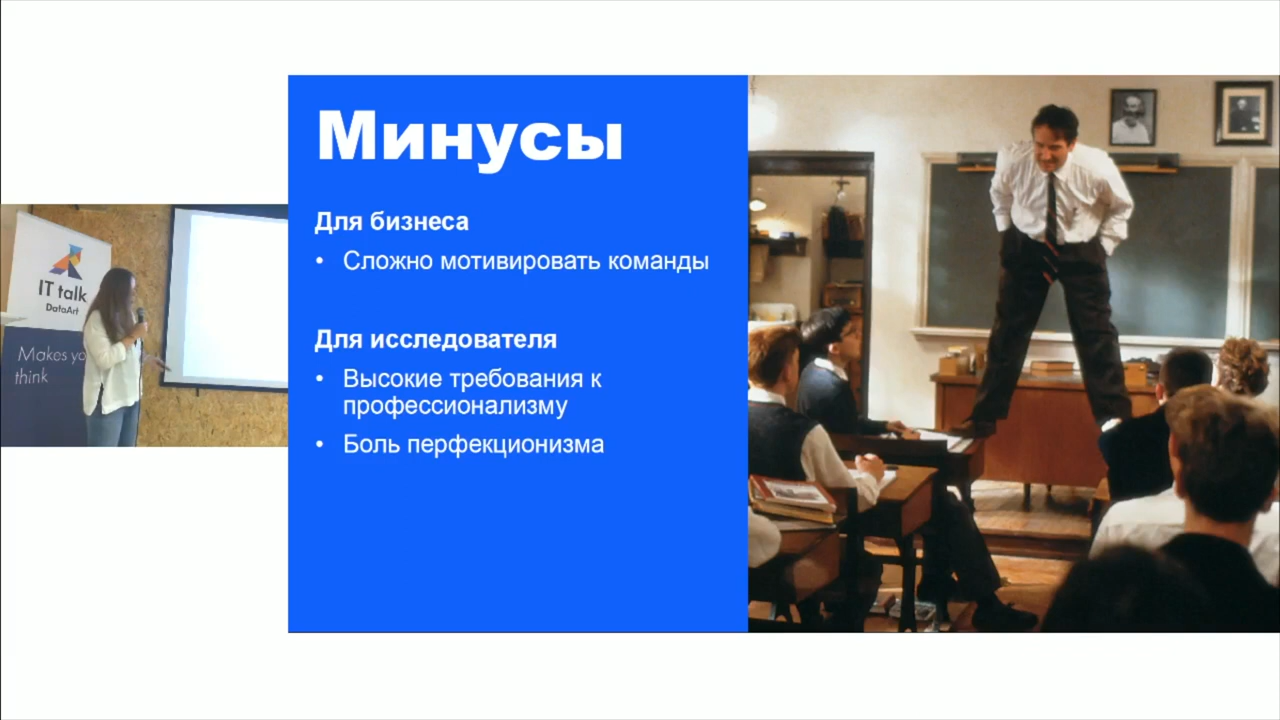 Минусы
Для бизнеса
• Сложно мотивировать команды
Для исследователя
• Высокие требования к
профессионализму
• Боль перфекционизма
IT talk
DataArt
Makes yo
think